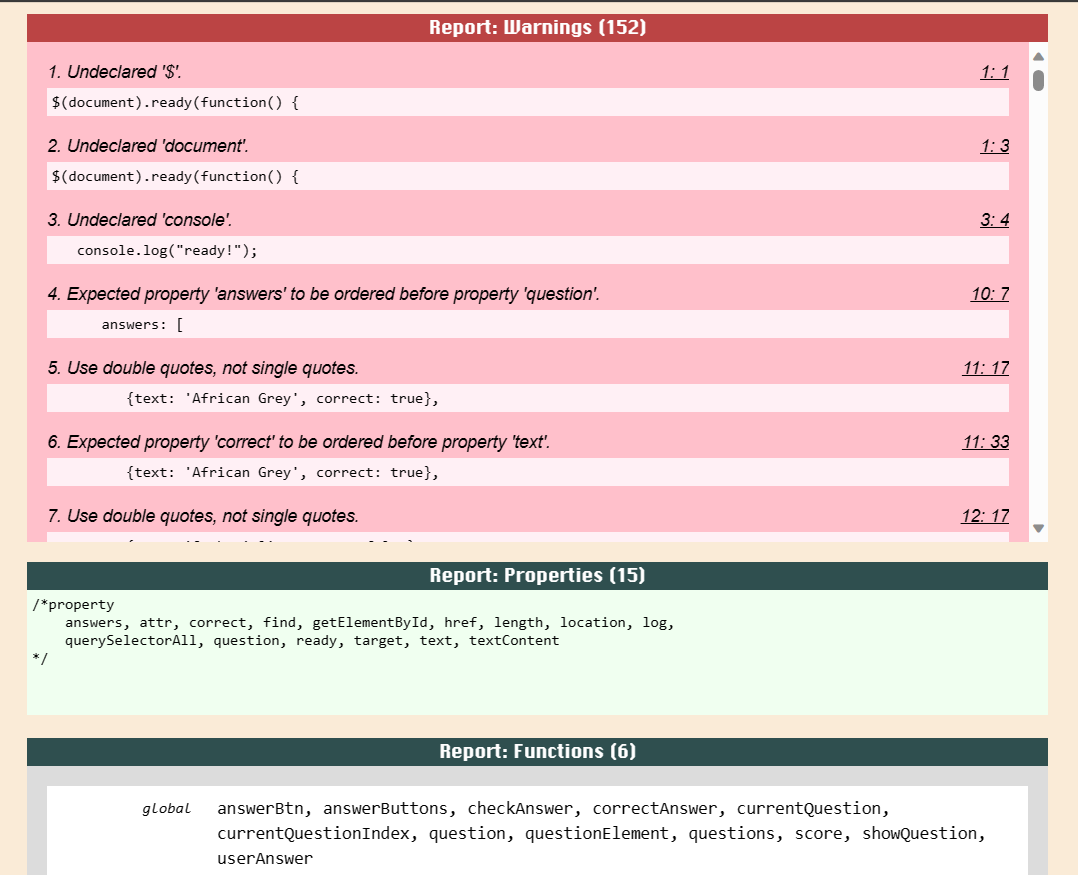 Report: Warnings (152)
1. Undeclared '$'. 1: 1
$(document).ready(function() {
2. Undeclared 'document'. 1: 3
$(document).ready(function() {
3. Undeclared 'console'. 3: 4
console.log("ready!");
4. Expected property 'answers' to be ordered before property 'question'. 10: 7
answers: [
5. Use double quotes, not single quotes. 11: 17
{text: 'African Grey', correct: true},
6. Expected property 'correct' to be ordered before property 'text'. 11: 33
{text: 'African Grey', correct: true},
7. Use double quotes, not single quotes. 12: 17
Report: Properties (15)
/*property
answers, attr, correct, find, getElementById, href, length, location, log,
querySelectorAll, question, ready, target, text, textContent
*/
Report: Functions (6)
global answerBtn, answerButtons, checkAnswer, correctAnswer, currentQuestion,
currentQuestionIndex, question, questionElement, questions, score, showQuestion,
userAnswer